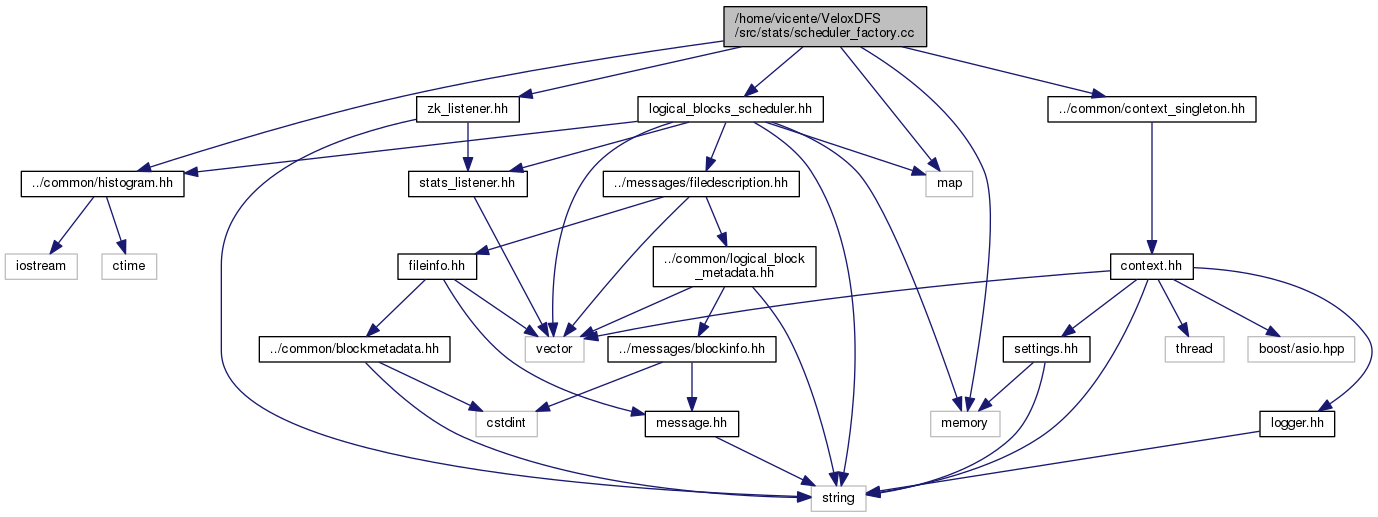 /home/vicente/VeloxDFS
/src/stats/scheduler_factory.cc
zk_listener.hh
logical_blocks_scheduler.hh
../common/context_singleton.hh
../common/histogram.hh
stats_listener.hh
../messages/filedescription.hh
map
iostream
ctime
fileinfo.hh
../common/logical_block
_metadata.hh
context.hh
../common/blockmetadata.hh
vector
../messages/blockinfo.hh
settings.hh
thread
boost/asio.hpp
cstdint
message.hh
memory
logger.hh
string